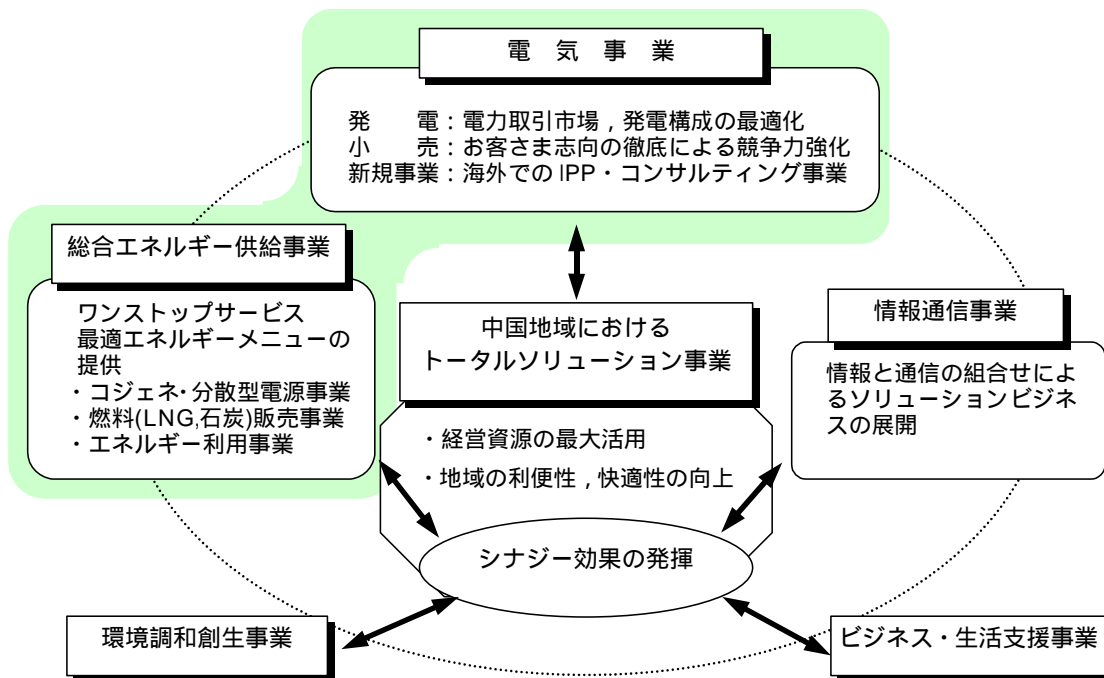 電　気　事　業
発　　電：電力取引市場，発電構成の最適化
小　　売：お客さま志向の徹底による競争力強化
新規事業：海外でのIPP・コンサルティング事業
総合エネルギー供給事業
ワンストップサービス
最適エネルギーメニューの
提供
・コジェネ・分散型電源事業
・燃料(LNG,石炭)販売事業
・エネルギー利用事業
中国地域における
トータルソリューション事業
・経営資源の最大活用
・地域の利便性，快適性の向上
シナジー効果の発揮
情報通信事業
情報と通信の組合せによ
るソリューションビジネ
スの展開
環境調和創生事業
ビジネス・生活支援事業